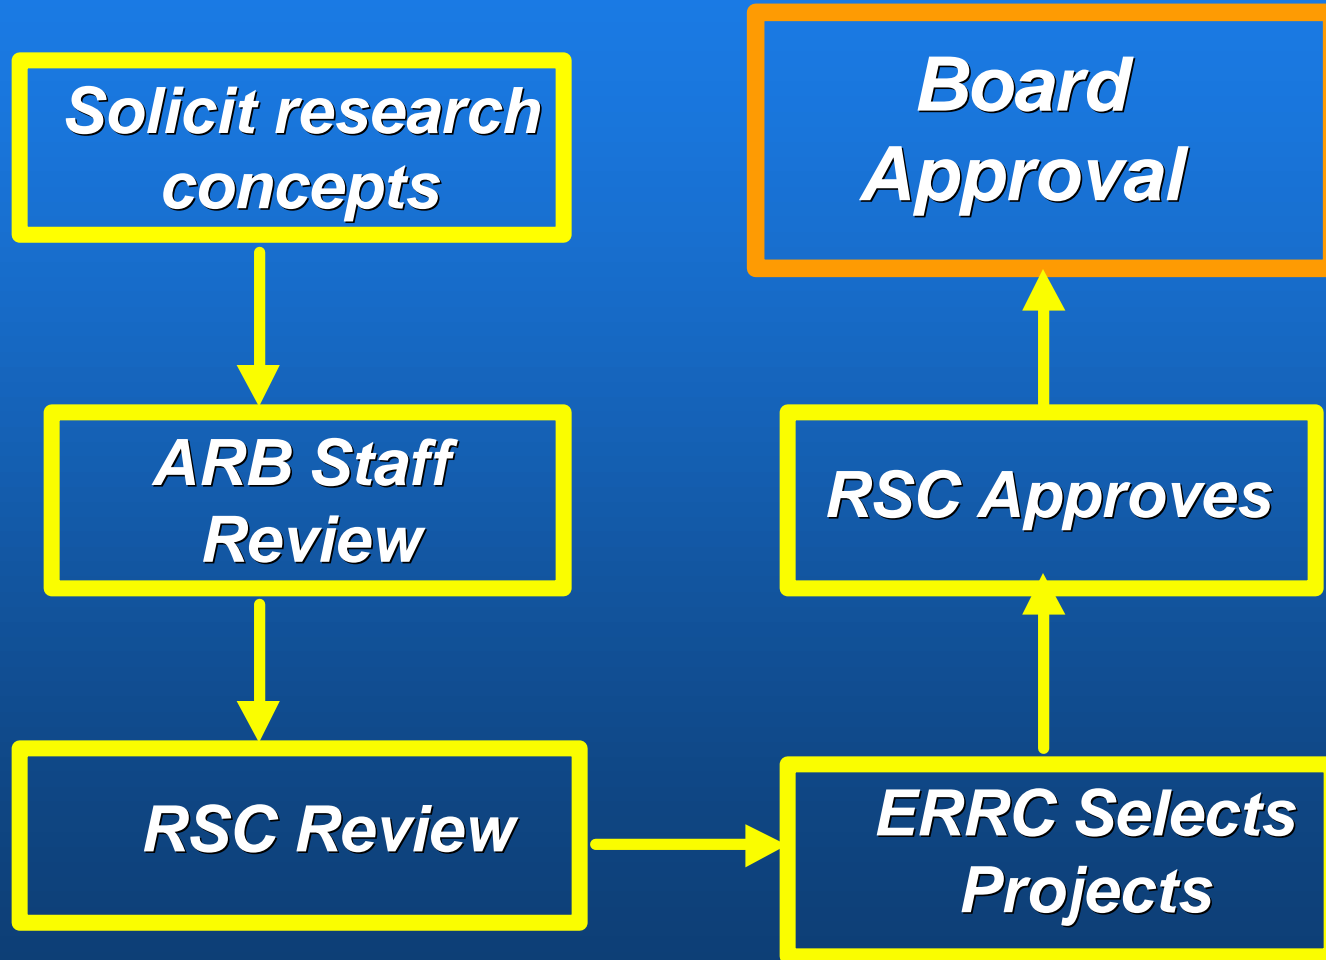 Solicit research
concepts
ARB Staff
Review
RSC Review
ERRC Selects
Projects
RSC Approves
Board
Approval